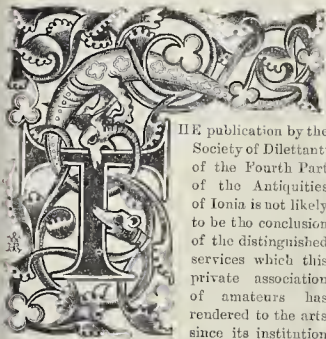 THE publication by the
Society of Dilettanti
of the Fourth Part
of the Antiquities
of Ionia is not likely
to be the conclusion
of the distinguished
services which this
private association
of amateurs has
rendered to the arts
since its institution